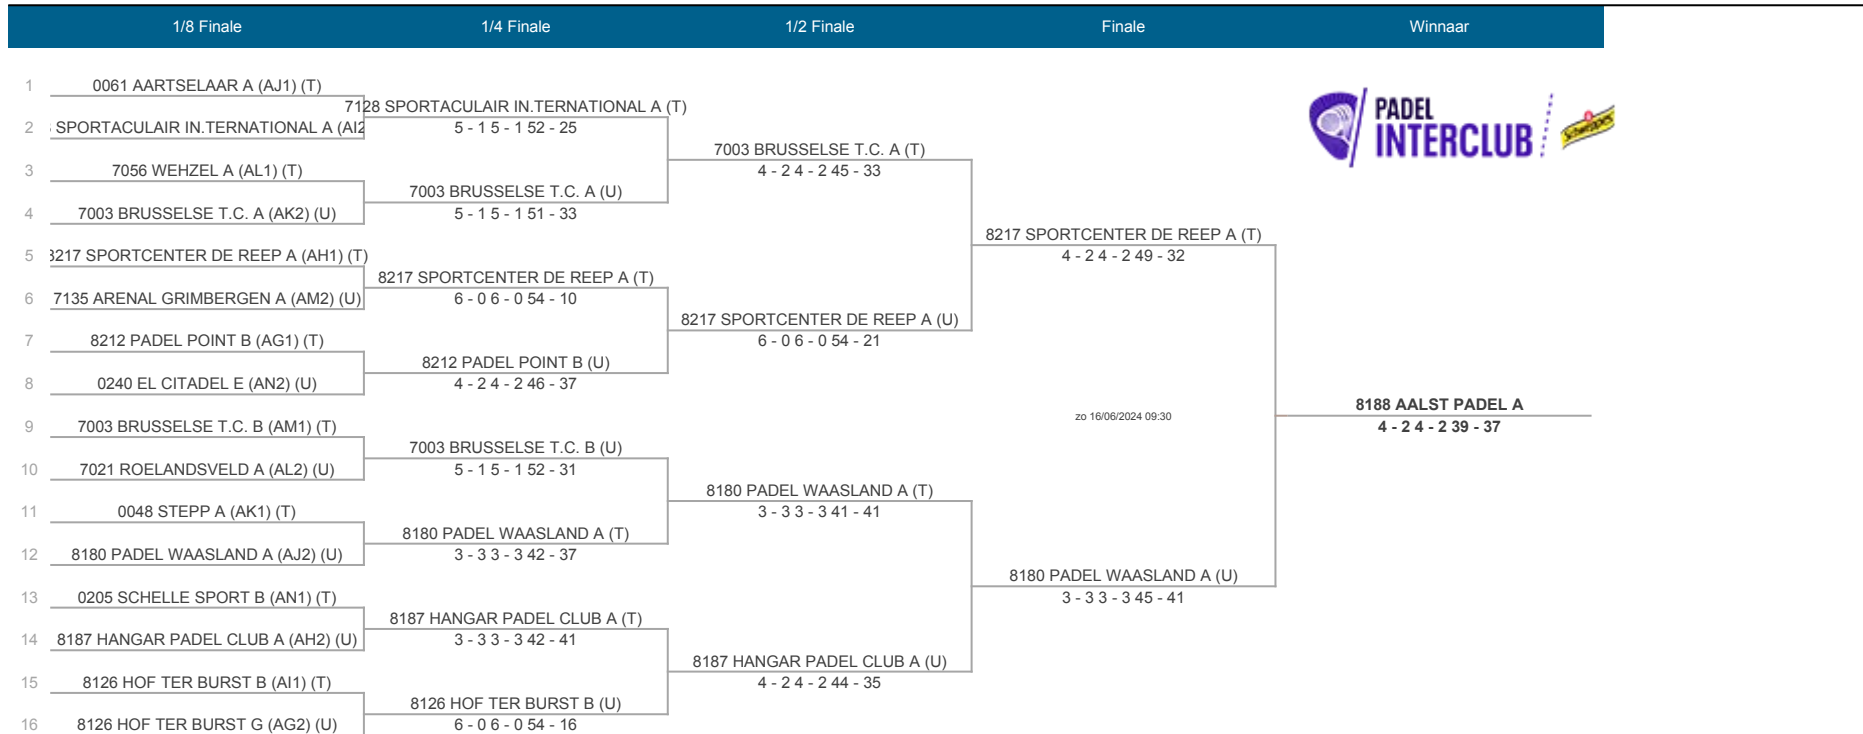 1/8 Finale 1/4 Finale 1/2 Finale Finale Winnaar
1 0061 AARTSELAAR A (AJ1) (T)
7128 SPORTACULAIR IN.TERNATIONAL A (T)
2 SPORTACULAIR IN.TERNATIONAL A (AI2
5 - 1 5 - 1 52 - 25
7003 BRUSSELSE T.C. A (T)
3 7056 WEHZEL A (AL1) (T)
4 - 2 4 - 2 45 - 33
7003 BRUSSELSE T.C. A (U)
4 7003 BRUSSELSE T.C. A (AK2) (U)
5 - 1 5 - 1 51 - 33
8217 SPORTCENTER DE REEP A (T)
5 8217 SPORTCENTER DE REEP A (AH1) (T)
4 - 2 4 - 2 49 - 32
8217 SPORTCENTER DE REEP A (T)
6 7135 ARENAL GRIMBERGEN A (AM2) (U)
6 - 0 6 - 0 54 - 10
8217 SPORTCENTER DE REEP A (U)
7 8212 PADEL POINT B (AG1) (T)
6 - 0 6 - 0 54 - 21
8212 PADEL POINT B (U)
8 0240 EL CITADEL E (AN2) (U)
4 - 2 4 - 2 46 - 37
8188 AALST PADEL A
zo 16/06/2024 09:30
9 7003 BRUSSELSE T.C. B (AM1) (T)
4 - 2 4 - 2 39 - 37
7003 BRUSSELSE T.C. B (U)
10 7021 ROELANDSVELD A (AL2) (U)
5 - 1 5 - 1 52 - 31
8180 PADEL WAASLAND A (T)
11 0048 STEPP A (AK1) (T)
3 - 3 3 - 3 41 - 41
8180 PADEL WAASLAND A (T)
12 8180 PADEL WAASLAND A (AJ2) (U)
3 - 3 3 - 3 42 - 37
8180 PADEL WAASLAND A (U)
13 0205 SCHELLE SPORT B (AN1) (T)
3 - 3 3 - 3 45 - 41
8187 HANGAR PADEL CLUB A (T)
14 8187 HANGAR PADEL CLUB A (AH2) (U)
3 - 3 3 - 3 42 - 41
8187 HANGAR PADEL CLUB A (U)
15 8126 HOF TER BURST B (AI1) (T)
4 - 2 4 - 2 44 - 35
8126 HOF TER BURST B (U)
16 8126 HOF TER BURST G (AG2) (U)
6 - 0 6 - 0 54 - 16
PADEL
INTERCLUB
Schweppes